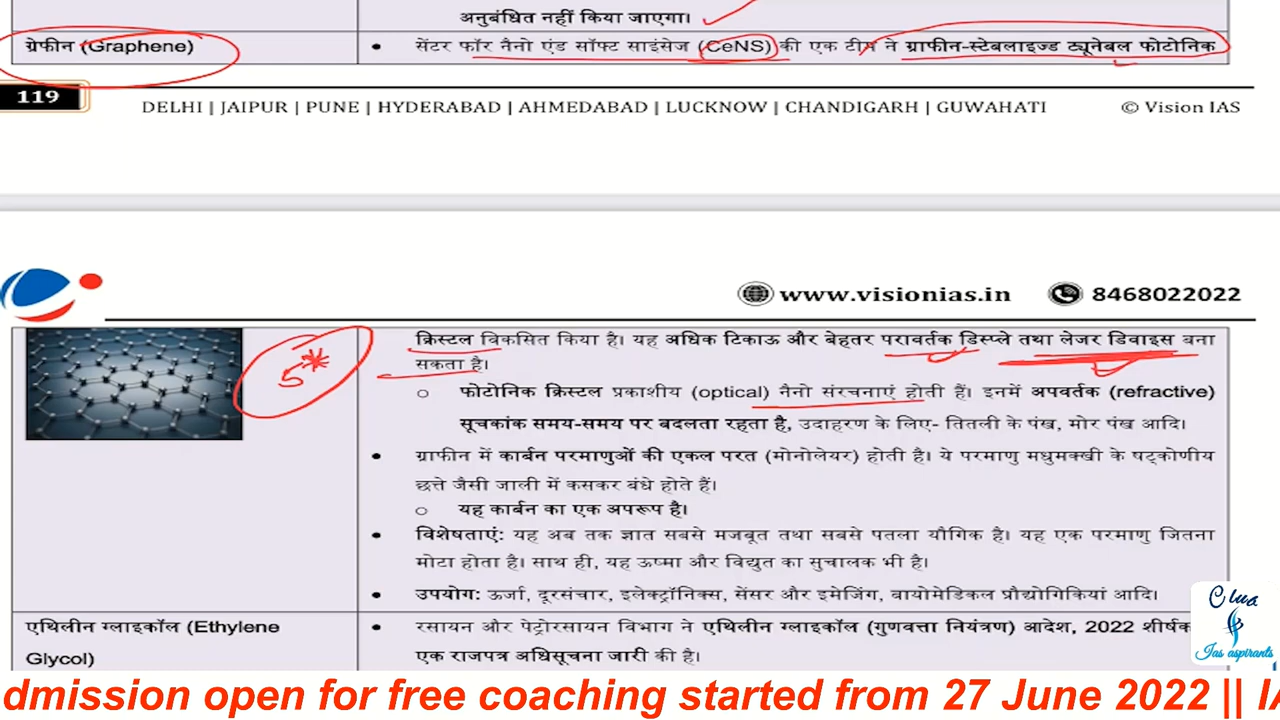 अनुबंधित नहीं किया जाएगा।
ग्रेफीन (Graphene)
• सेंटर फॉर नैनो एंड सॉफ्ट साइंसेज (CeNS) की एक टीम ने ग्राफीन-स्टेबलाइज्ड ट्यूनेबल फोटोनिक
119
DELHI | JAIPUR | PUNE | HYDERABAD | AHMEDABAD | LUCKNOW | CHANDIGARH | GUWAHATI
© Vision IAS
www.visionias.in
8468022022
5*
क्रिस्टल विकसित किया है। यह अधिक टिकाऊ और बेहतर परावर्तक डिस्प्ले तथा लेजर डिवाइस बना
सकता है।
o फोटोनिक क्रिस्टल प्रकाशीय (optical) नैनो संरचनाएं होती हैं। इनमें अपवर्तक (refractive)
सूचकांक समय-समय पर बदलता रहता है, उदाहरण के लिए- तितली के पंख, मोर पंख आदि।
• ग्राफीन में कार्बन परमाणुओं की एकल परत (मोनोलेयर) होती है। ये परमाणु मधुमक्खी के षट्कोणीय
छत्ते जैसी जाली में कसकर बंधे होते हैं।
o यह कार्बन का एक अपरूप है।
• विशेषताएं: यह अब तक ज्ञात सबसे मजबूत तथा सबसे पतला यौगिक है। यह एक परमाणु जितना
मोटा होता है। साथ ही, यह ऊष्मा और विद्युत का सुचालक भी है।
• उपयोग: ऊर्जा, दूरसंचार, इलेक्ट्रॉनिक्स, सेंसर और इमेजिंग, बायोमेडिकल प्रौद्योगिकियां आदि।
एथिलीन ग्लाइकॉल (Ethylene
Glycol)
• रसायन और पेट्रोरसायन विभाग ने एथिलीन ग्लाइकॉल (गुणवत्ता नियंत्रण) आदेश, 2022 शीर्षक
एक राजपत्र अधिसूचना जारी की है।
Ias aspirants
dmission open for free coaching started from 27 June 2022 || IA